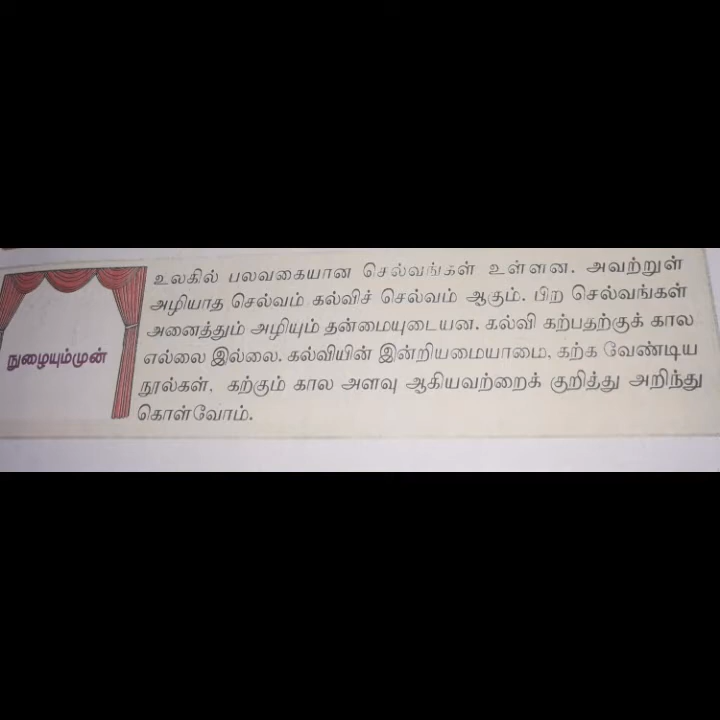 நுழையும்முன்
உலகில் பலவகையான செல்வங்கள் உள்ளன. அவற்றுள்
அழியாத செல்வம் கல்விச் செல்வம் ஆகும். பிற செல்வங்கள்
அனைத்தும் அழியும் தன்மையுடையன. கல்வி கற்பதற்குக் கால
எல்லை இல்லை. கல்வியின் இன்றியமையாமை, கற்க வேண்டிய
நூல்கள், கற்கும் கால அளவு ஆகியவற்றைக் குறித்து அறிந்து
கொள்வோம்.